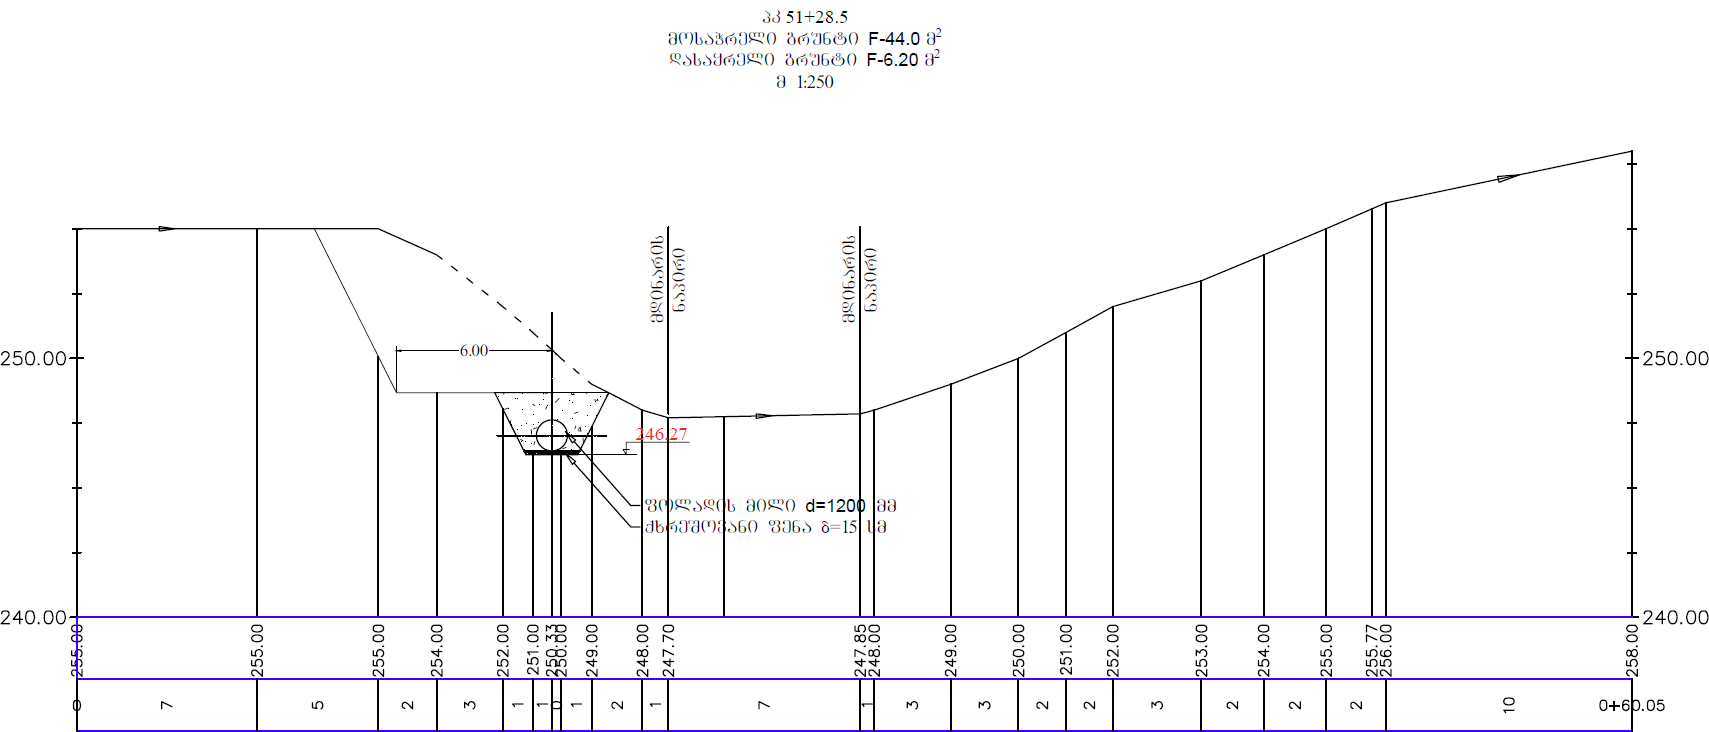 პკ 51+28.5
მოსაჭრელი გრუნტი F-44.0 მ²
დასაყრელი გრუნტი F-6.20 მ²
მ 1:250
მდინარის
ნაპირი
მდინარის
ნაპირი
6.00
250.00
250.00
246.27
ფოლადის მილი d=1200 მმ
ქსრეშოვანი ფენა δ=15 სმ
240.00
240.00
255.00 255.00 255.00 254.00 252.00 251.00 250.33 250.00 249.00 248.00 247.70 247.85 248.00 249.00 250.00 251.00 252.00 253.00 254.00 255.00 255.77 256.00 258.00
0 7 5 2 3 1 1 0 1 2 1 7 1 3 3 2 2 3 2 2 2 10 0+60.05